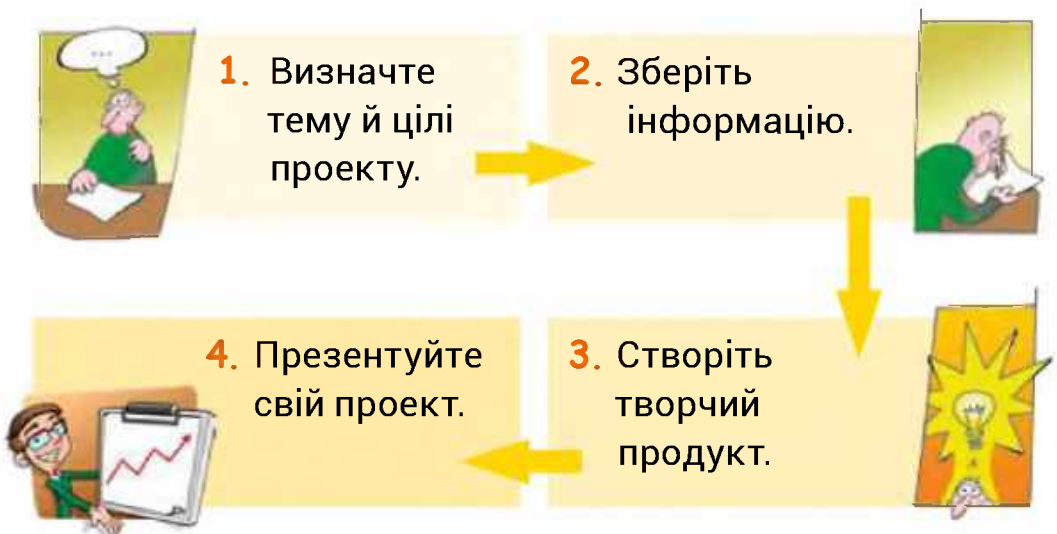 1. Визначте
тему й цілі
проекту.
2. Зберіть
інформацію.
3. Створіть
творчий
продукт.
4. Презентуйте
свій проект.